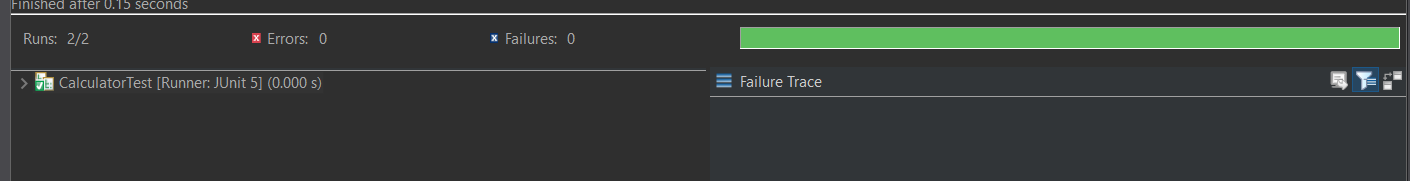 Finished after 0.15 seconds
Runs: 2/2 Errors: 0 Failures: 0
CalculatorTest [Runner: JUnit 5] (0.000 s)
Failure Trace